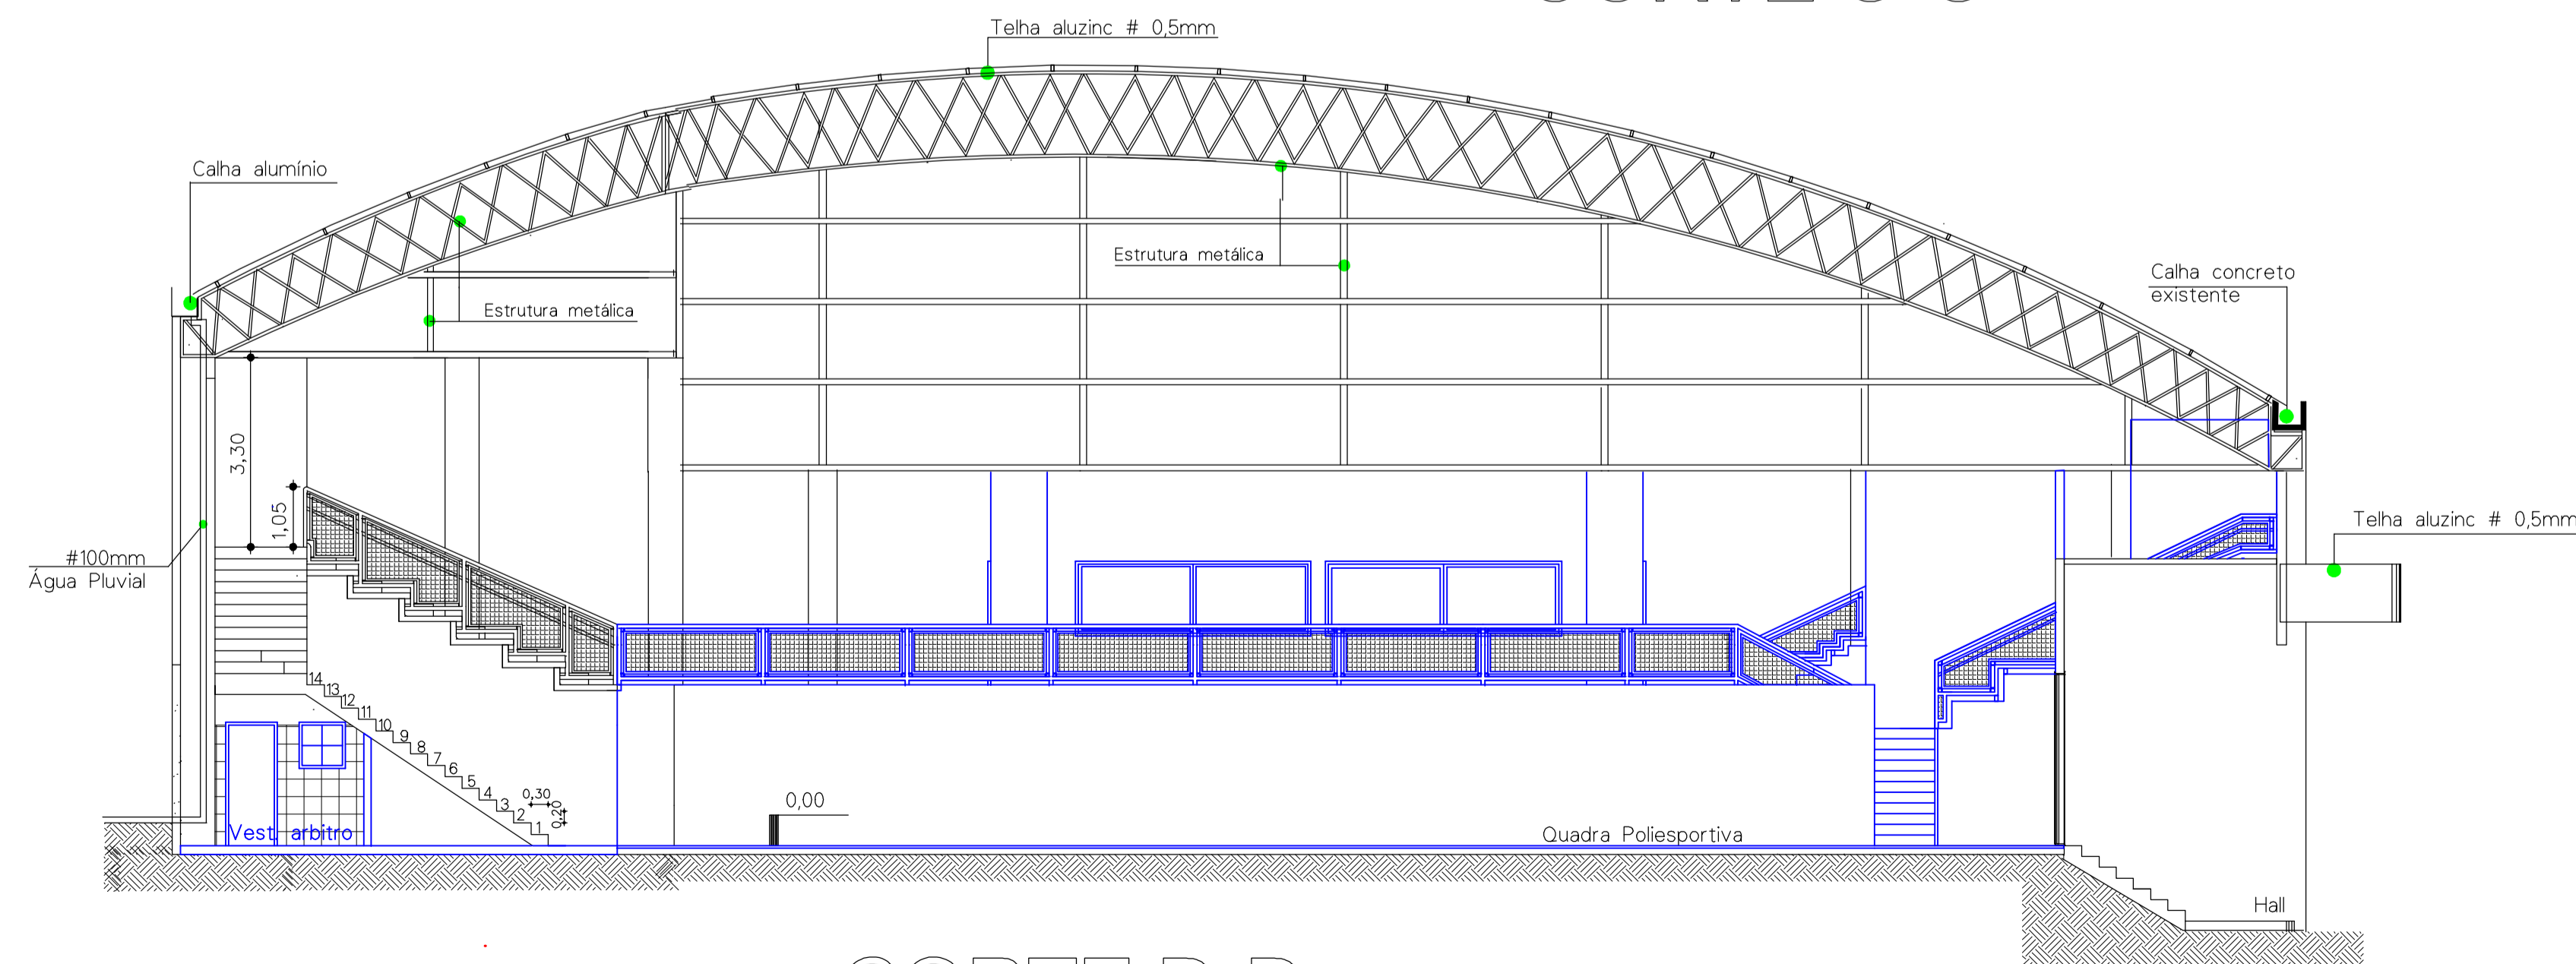 Telha aluzinc # 0,5mm
Calha alumínio
Estrutura metálica
Estrutura metálica
Calha concreto
existente
3,30
1,05
Telha aluzinc # 0,5mm
#100mm
Água Pluvial
14
13
12
11
10
9
8
7
6
5
4
3
2
1
0,30
0,20
0,00
Vest. arbitro
Quadra Poliesportiva
Hall